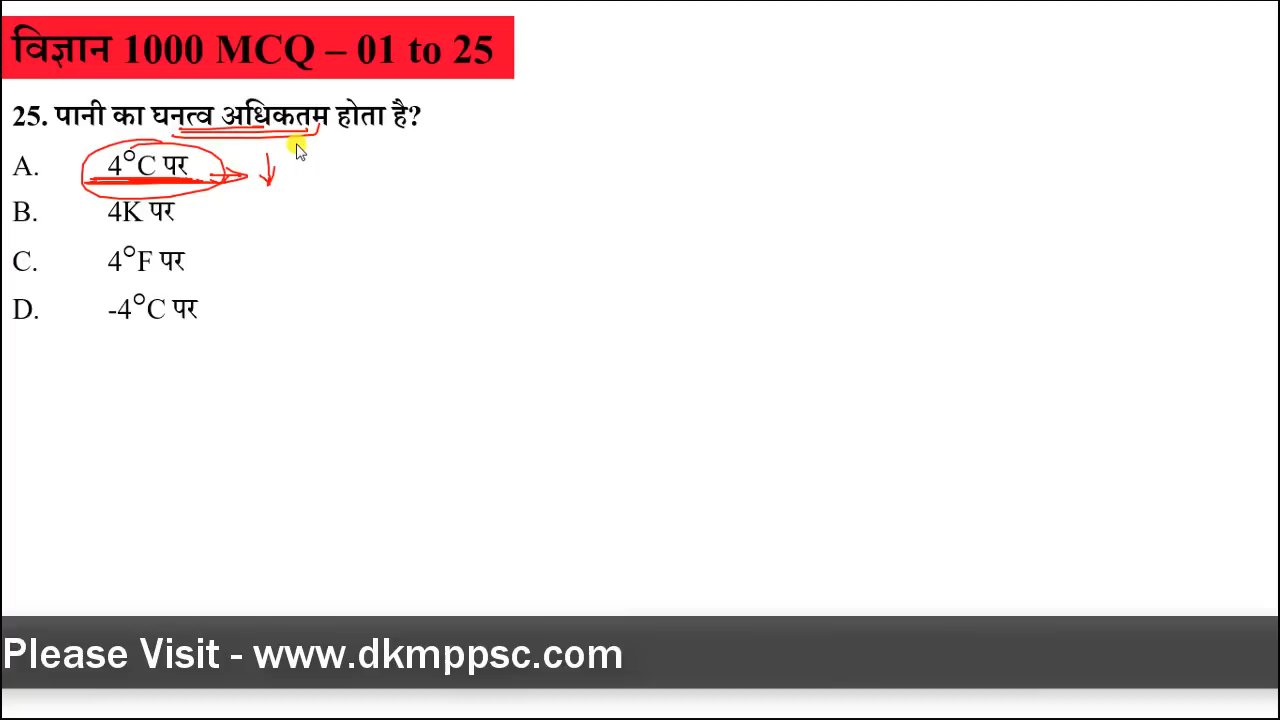 विज्ञान 1000 MCQ – 01 to 25
25. पानी का घनत्व अधिकतम होता है?
A. 4°C पर
B. 4K पर
C. 4°F पर
D. -4°C पर
Please Visit - www.dkmppsc.com